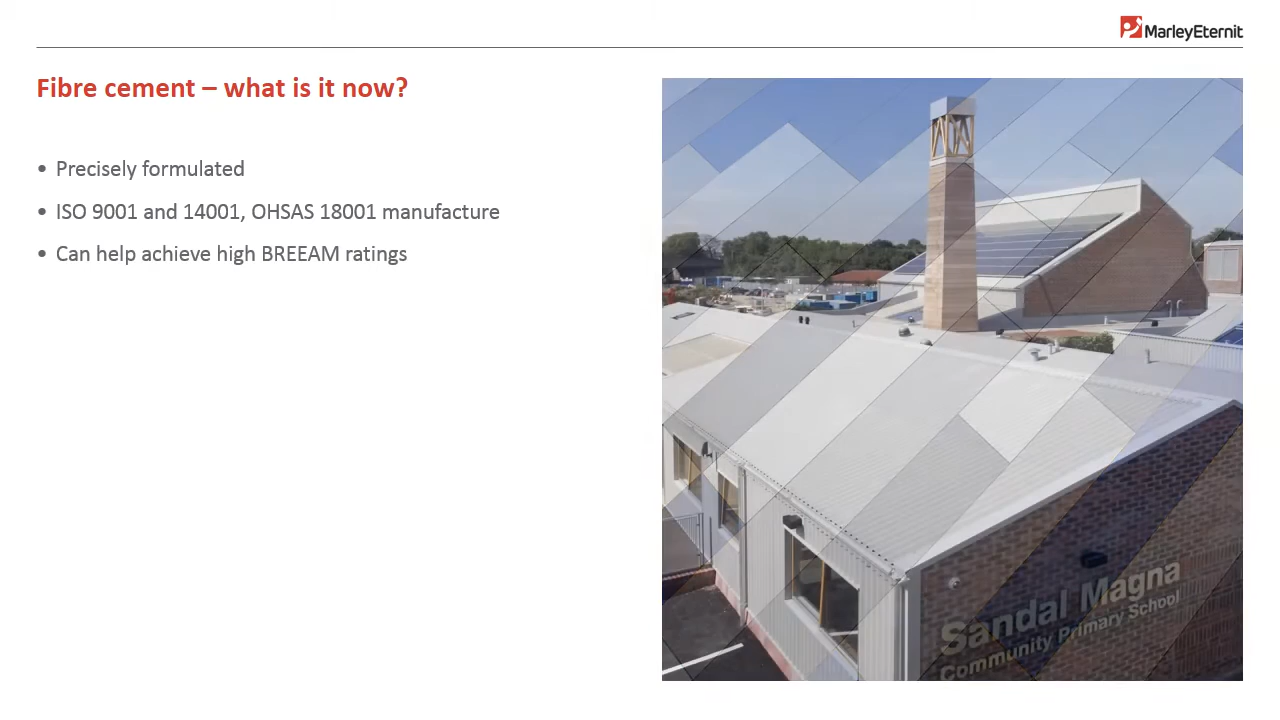 MarleyEternit
Fibre cement – what is it now?
• Precisely formulated
• ISO 9001 and 14001, OHSAS 18001 manufacture
• Can help achieve high BREEAM ratings
Sandal Magna
Community Primary School